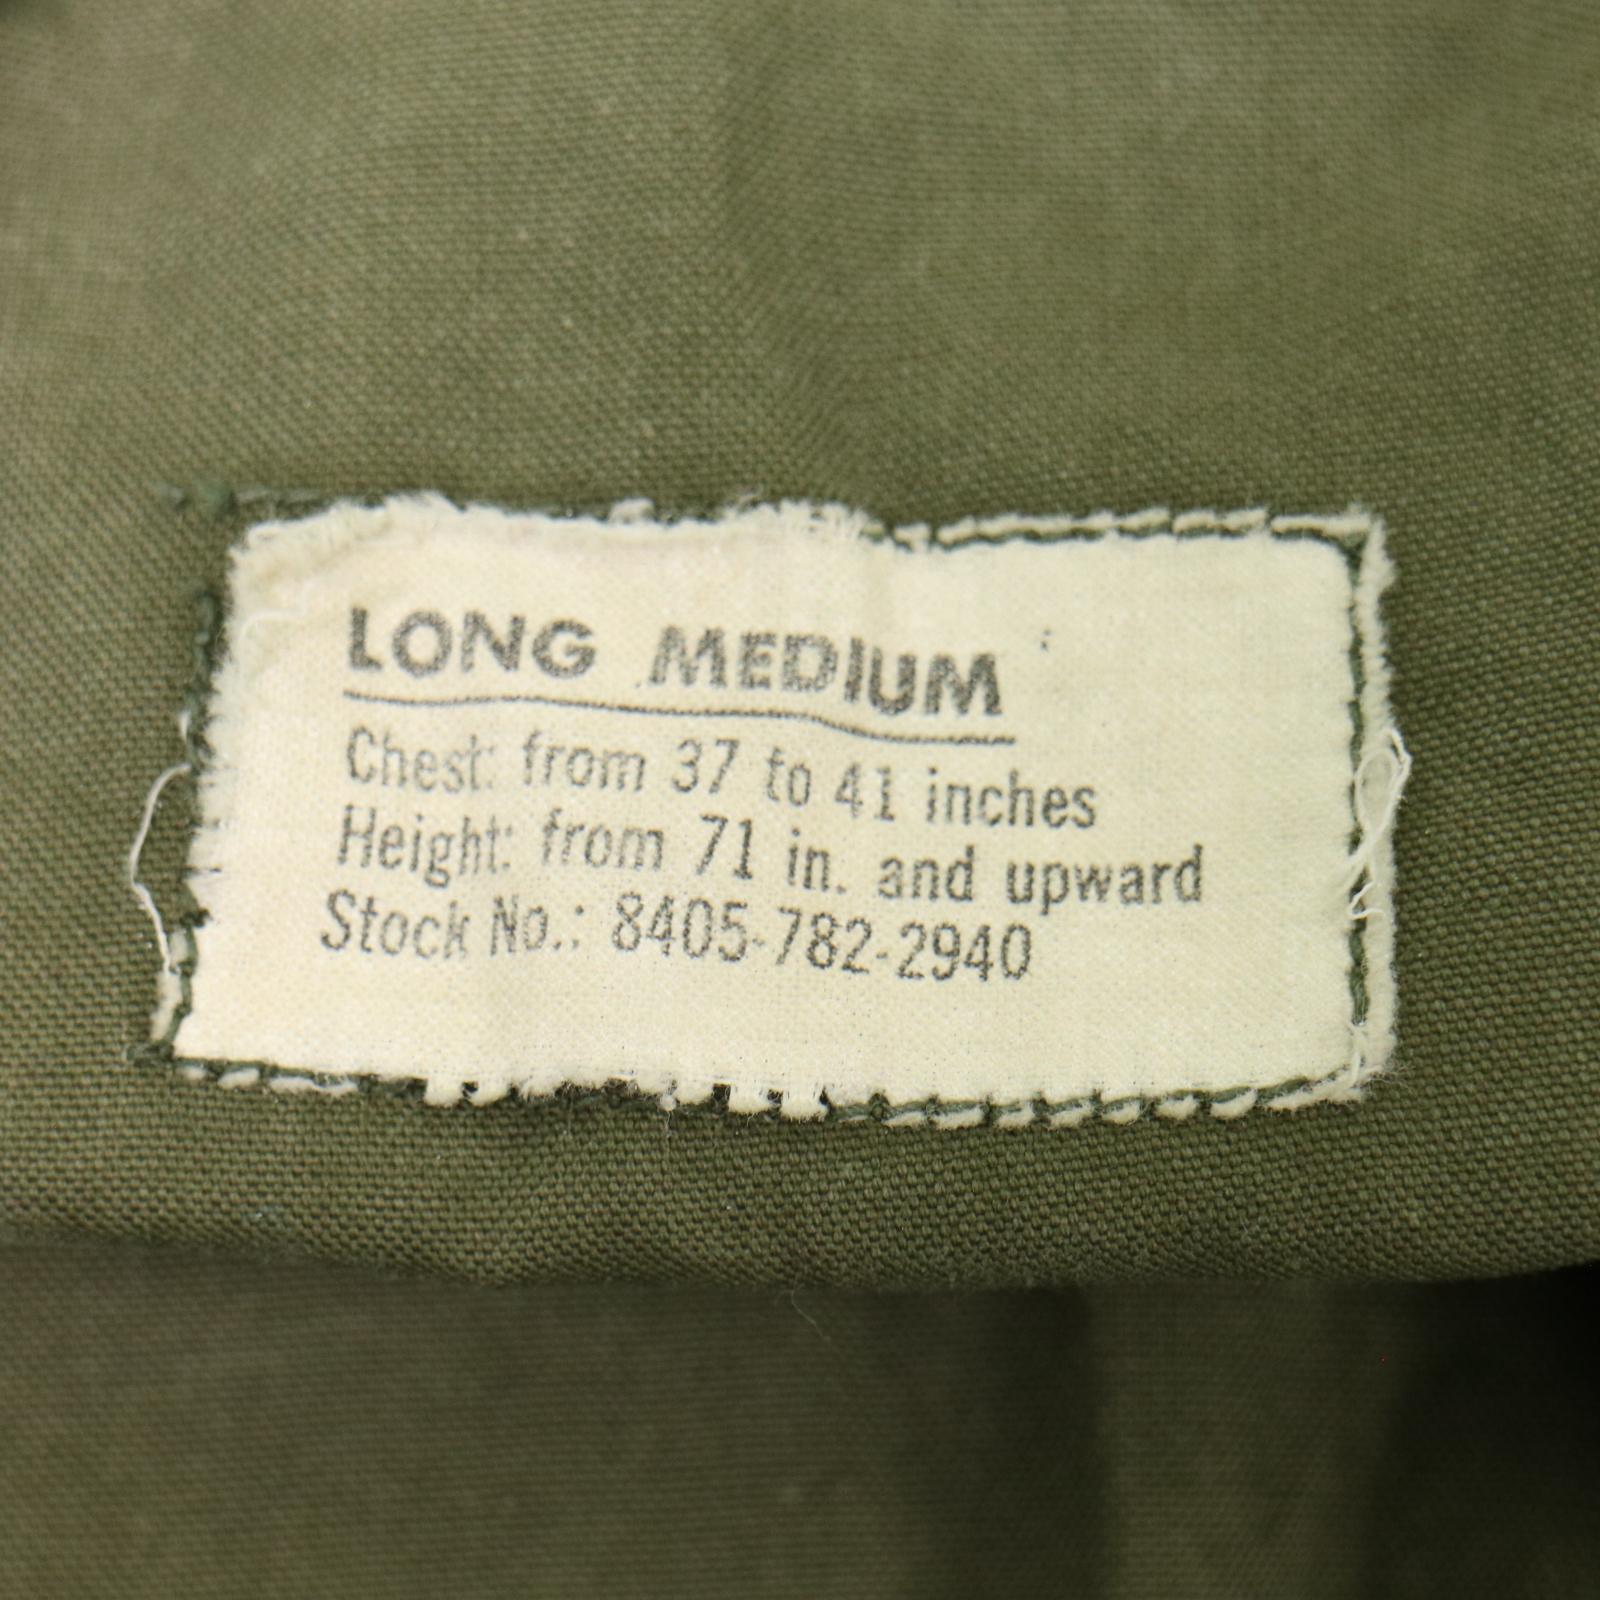 LONG MEDIUM
Chest: from 37 to 41 inches
Height: from 71 in. and upward
Stock No.: 8405-782-2940